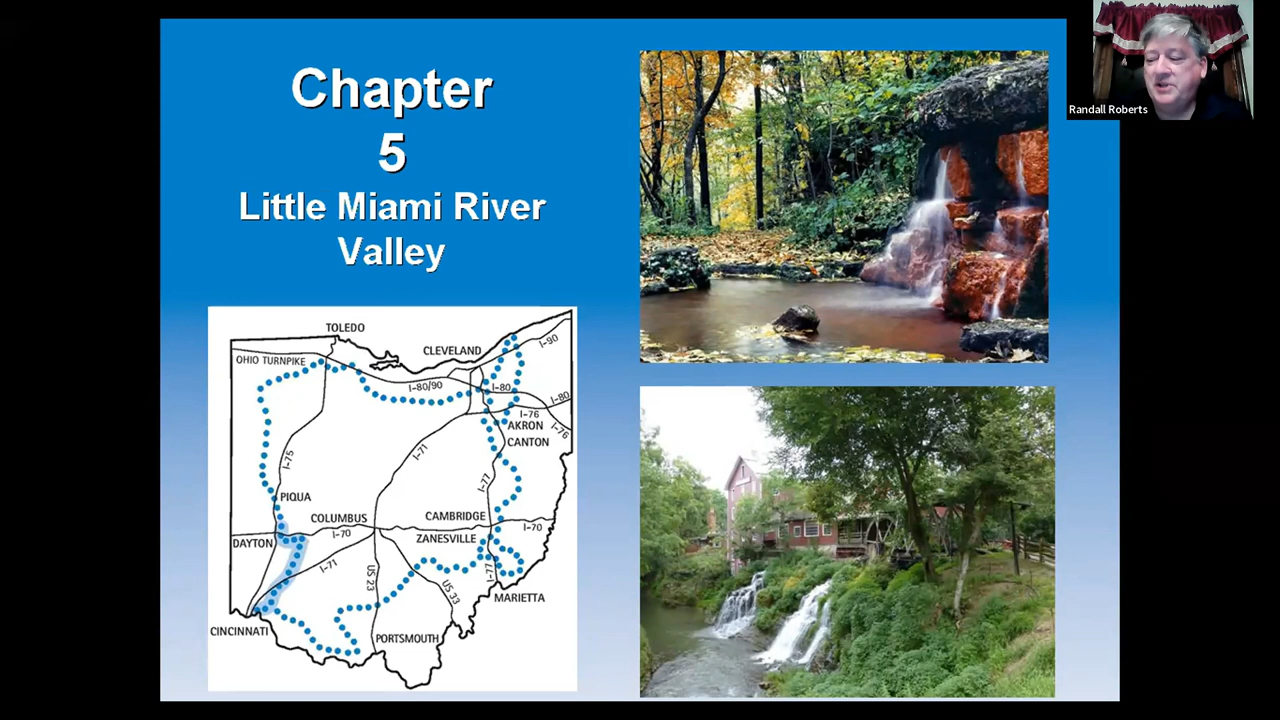 Chapter
5
Little Miami River
Valley
Randall Roberts
TOLEDO
OHIO TURNPIKE
CLEVELAND
I-90
I-80/90
I-80
I-80
I-76
I-76
AKRON
CANTON
I-71
I-75
I-77
PIQUA
COLUMBUS
CAMBRIDGE
I-70
I-70
DAYTON
ZANESVILLE
I-71
US 23
US 33
I-77
MARIETTA
CINCINNATI
PORTSMOUTH